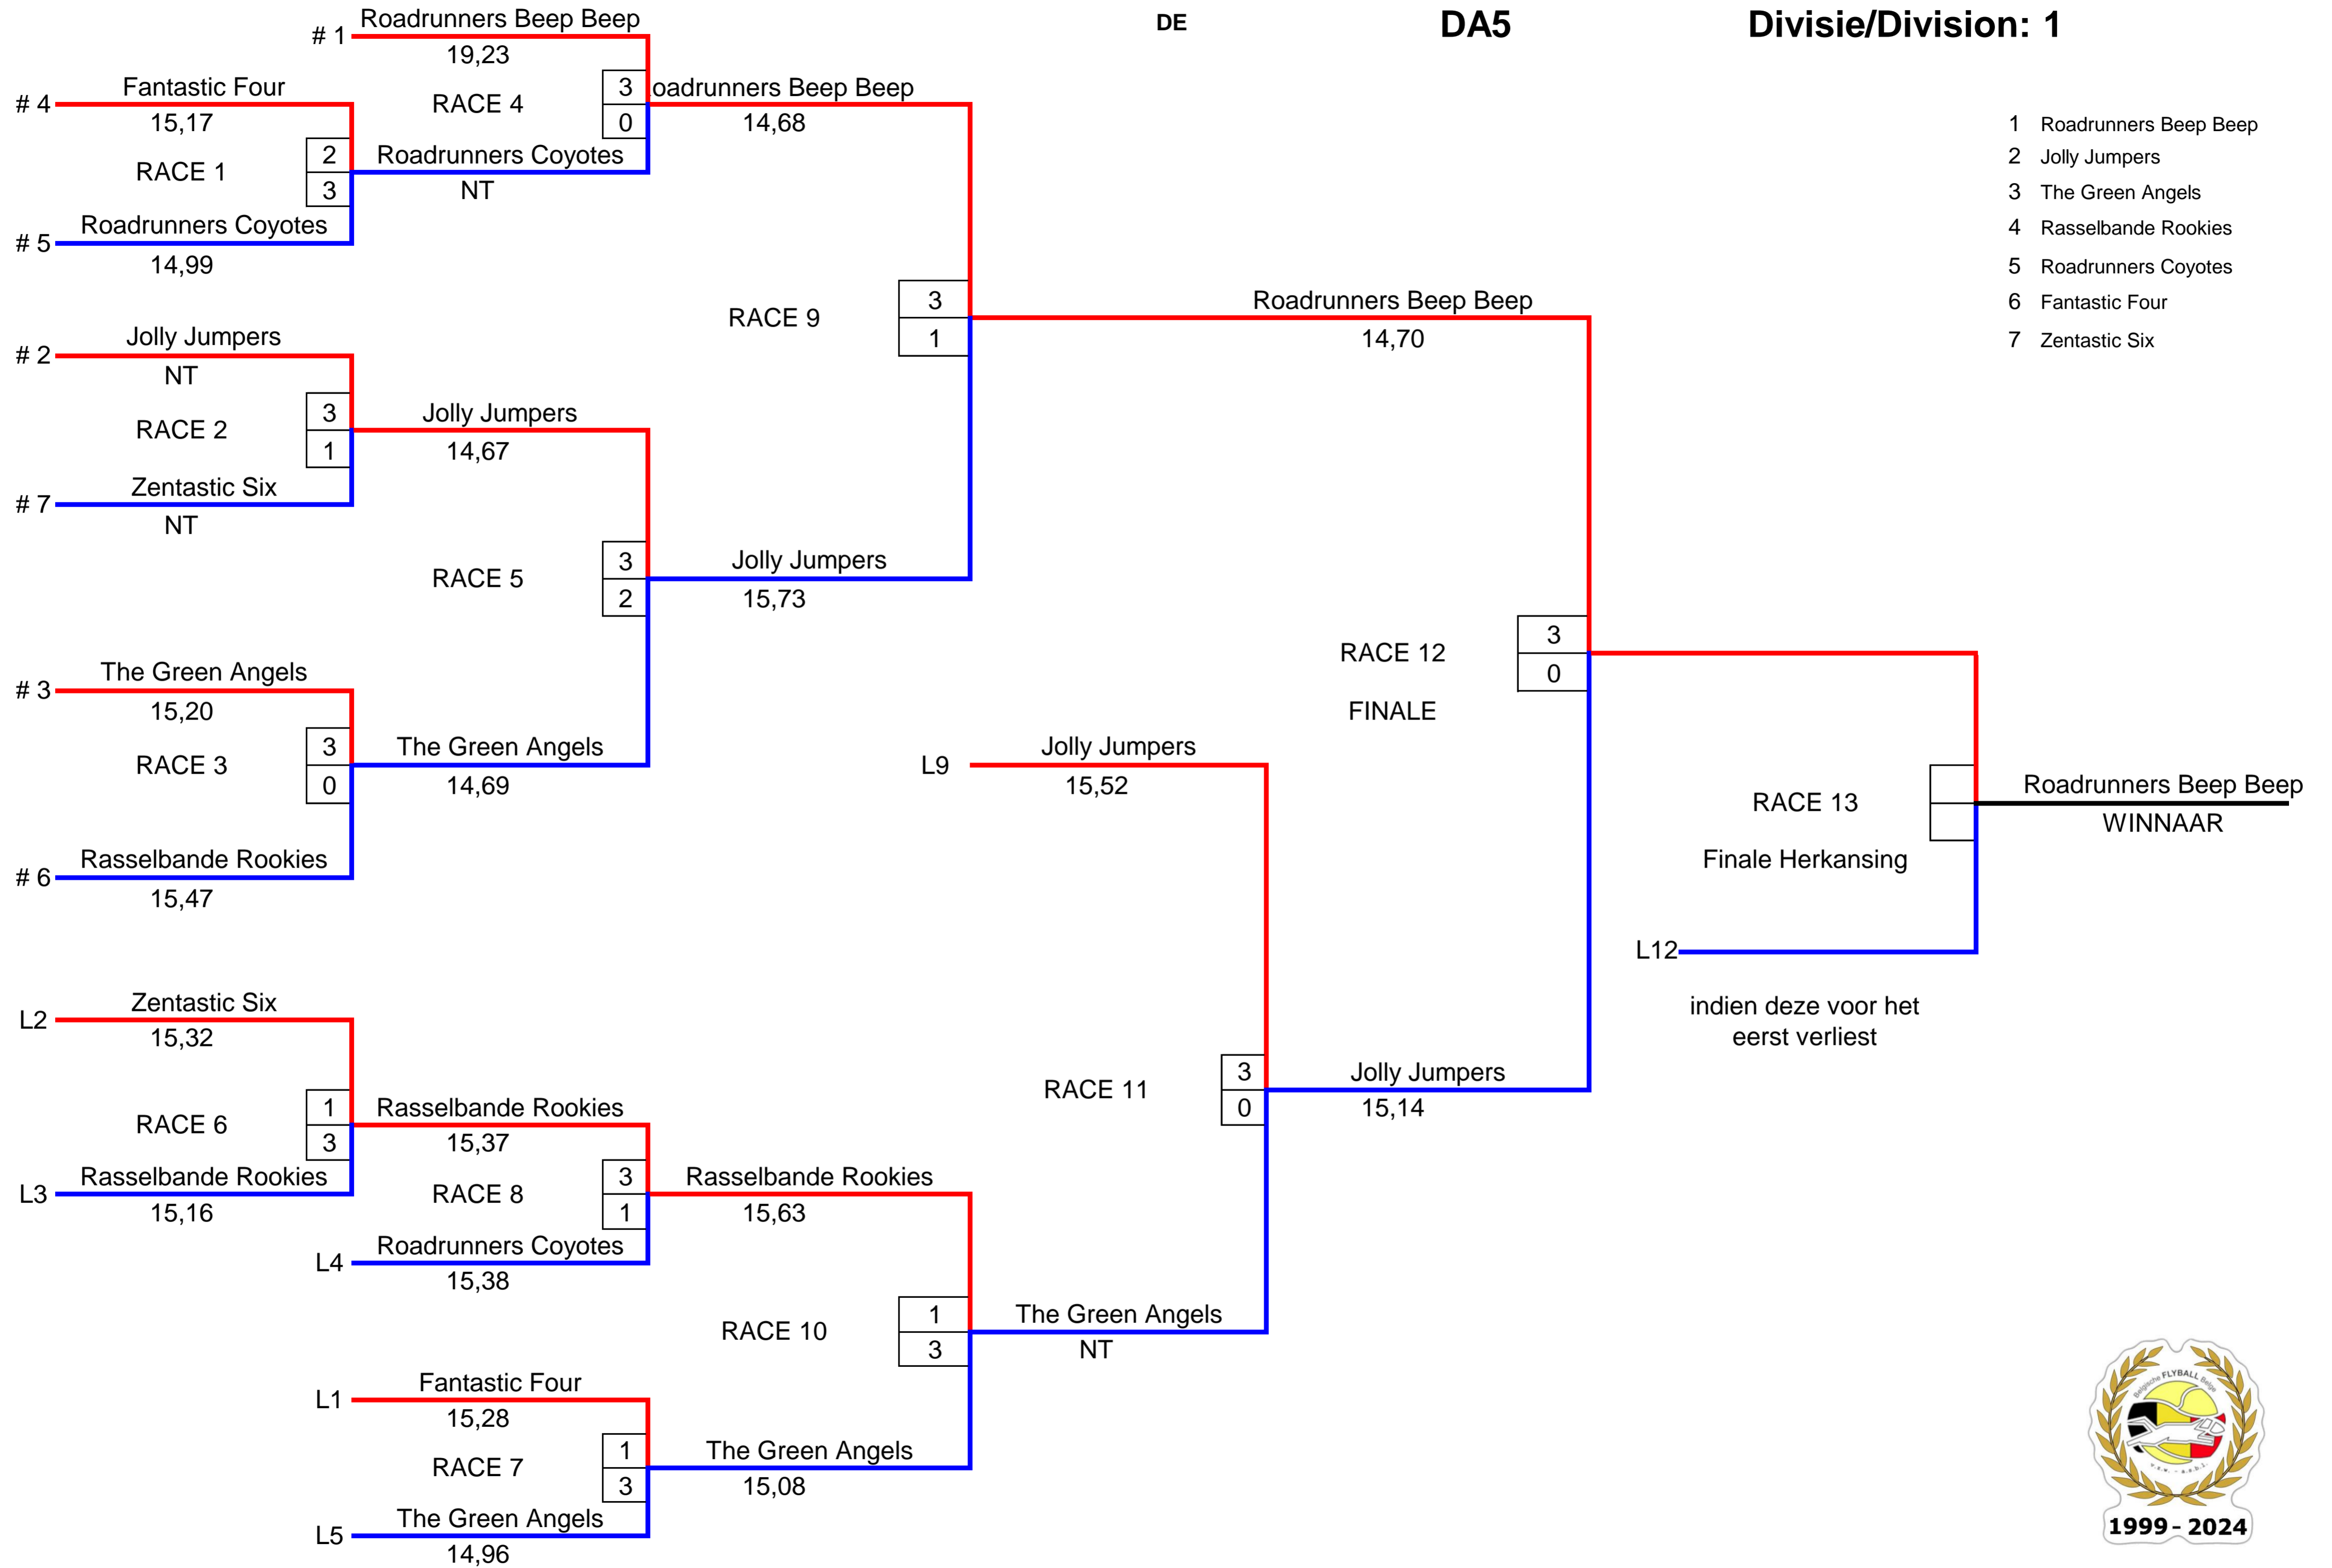 DE
DA5
Divisie/Division: 1
# 1
Roadrunners Beep Beep
19,23
# 4
Fantastic Four
15,17
RACE 4
3
0
oadrunners Beep Beep
14,68
RACE 1
2
3
Roadrunners Coyotes
NT
# 5
Roadrunners Coyotes
14,99
1 Roadrunners Beep Beep
2 Jolly Jumpers
3 The Green Angels
4 Rasselbande Rookies
5 Roadrunners Coyotes
6 Fantastic Four
7 Zentastic Six
RACE 9
3
1
Roadrunners Beep Beep
14,70
# 2
Jolly Jumpers
NT
RACE 2
3
1
Jolly Jumpers
14,67
# 7
Zentastic Six
NT
RACE 5
3
2
Jolly Jumpers
15,73
# 3
The Green Angels
15,20
RACE 3
3
0
The Green Angels
14,69
# 6
Rasselbande Rookies
15,47
RACE 12
3
0
FINALE
L9
Jolly Jumpers
15,52
RACE 13
Finale Herkansing
Roadrunners Beep Beep
WINNAAR
L12
indien deze voor het
eerst verliest
L2
Zentastic Six
15,32
RACE 6
1
3
Rasselbande Rookies
15,37
L3
Rasselbande Rookies
15,16
RACE 8
3
1
Rasselbande Rookies
15,63
L4
Roadrunners Coyotes
15,38
RACE 11
3
0
Jolly Jumpers
15,14
RACE 10
1
3
The Green Angels
NT
L1
Fantastic Four
15,28
RACE 7
1
3
The Green Angels
15,08
L5
The Green Angels
14,96
Belgische FLYBALL Belge
v.z.w. - a.s.b.l.
1999 - 2024